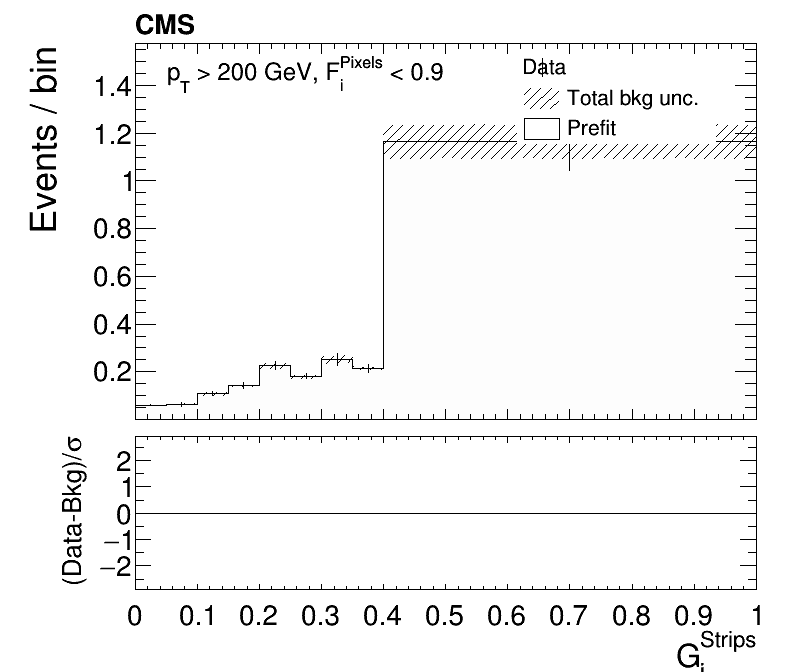 CMS
Events / bin
p_T > 200 GeV, F_i^Pixels < 0.9
Data
Total bkg unc.
Prefit
1.4
1.2
1
0.8
0.6
0.4
0.2
(Data-Bkg)/σ
2
1
0
−1
−2
0 0.1 0.2 0.3 0.4 0.5 0.6 0.7 0.8 0.9 1
G_i^Strips